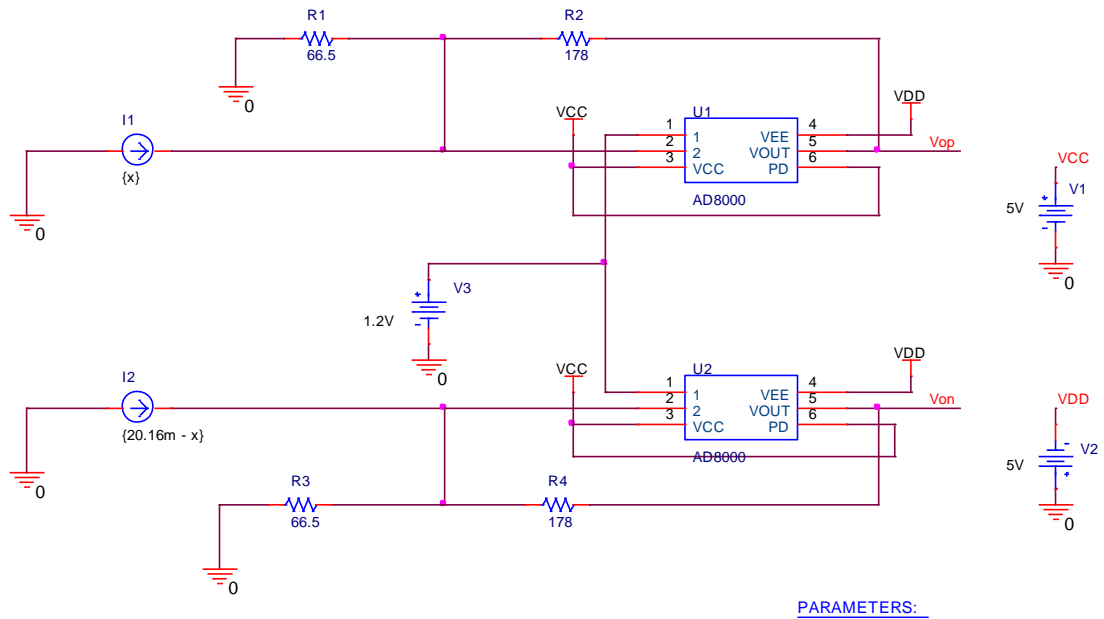 R1
66.5
R2
178
0
I1
{x}
0
VCC
U1
VDD
1
2
3
1
2
VCC
VEE
VOUT
PD
4
5
6
AD8000
Vop
VCC
V1
5V
0
V3
1.2V
0
I2
{20.16m - x}
0
VCC
U2
VDD
1
2
3
1
2
VCC
VEE
VOUT
PD
4
5
6
AD8000
Von
VDD
V2
5V
0
R3
66.5
R4
178
0
PARAMETERS: